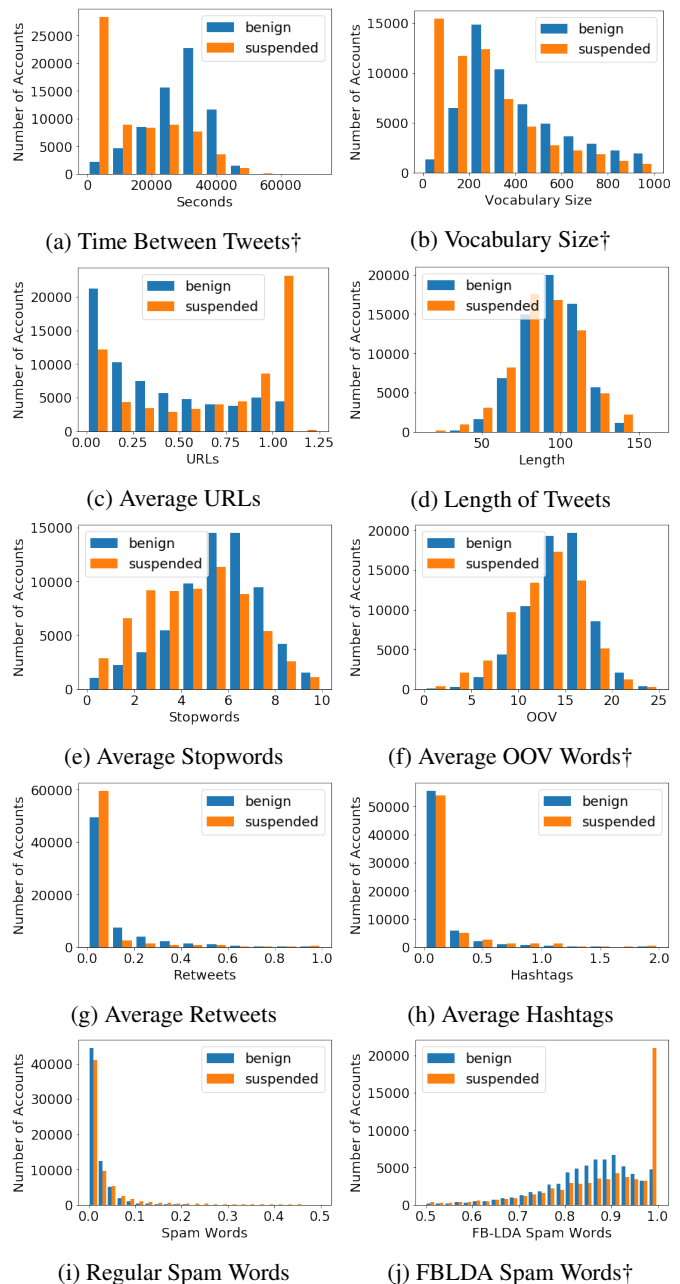 25000
20000
15000
10000
5000
0
Number of Accounts
benign
suspended
0 20000 40000 60000
Seconds
(a) Time Between Tweets†
15000
10000
5000
0
Number of Accounts
benign
suspended
0 200 400 600 800 1000
Vocabulary Size
(b) Vocabulary Size†
20000
15000
10000
5000
0
Number of Accounts
benign
suspended
0.00 0.25 0.50 0.75 1.00 1.25
URLs
(c) Average URLs
20000
15000
10000
5000
0
Number of Accounts
benign
suspended
50 100 150
Length
(d) Length of Tweets
15000
10000
5000
0
Number of Accounts
benign
suspended
0 2 4 6 8 10
Stopwords
(e) Average Stopwords
20000
15000
10000
5000
0
Number of Accounts
benign
suspended
0 5 10 15 20 25
OOV
(f) Average OOV Words†
60000
40000
20000
0
Number of Accounts
benign
suspended
0.0 0.2 0.4 0.6 0.8 1.0
Retweets
(g) Average Retweets
50000
40000
30000
20000
10000
0
Number of Accounts
benign
suspended
0.0 0.5 1.0 1.5 2.0
Hashtags
(h) Average Hashtags
40000
30000
20000
10000
0
Number of Accounts
benign
suspended
0.0 0.1 0.2 0.3 0.4 0.5
Spam Words
(i) Regular Spam Words
20000
15000
10000
5000
0
Number of Accounts
benign
suspended
0.5 0.6 0.7 0.8 0.9 1.0
FB-LDA Spam Words
(j) FBLDA Spam Words†